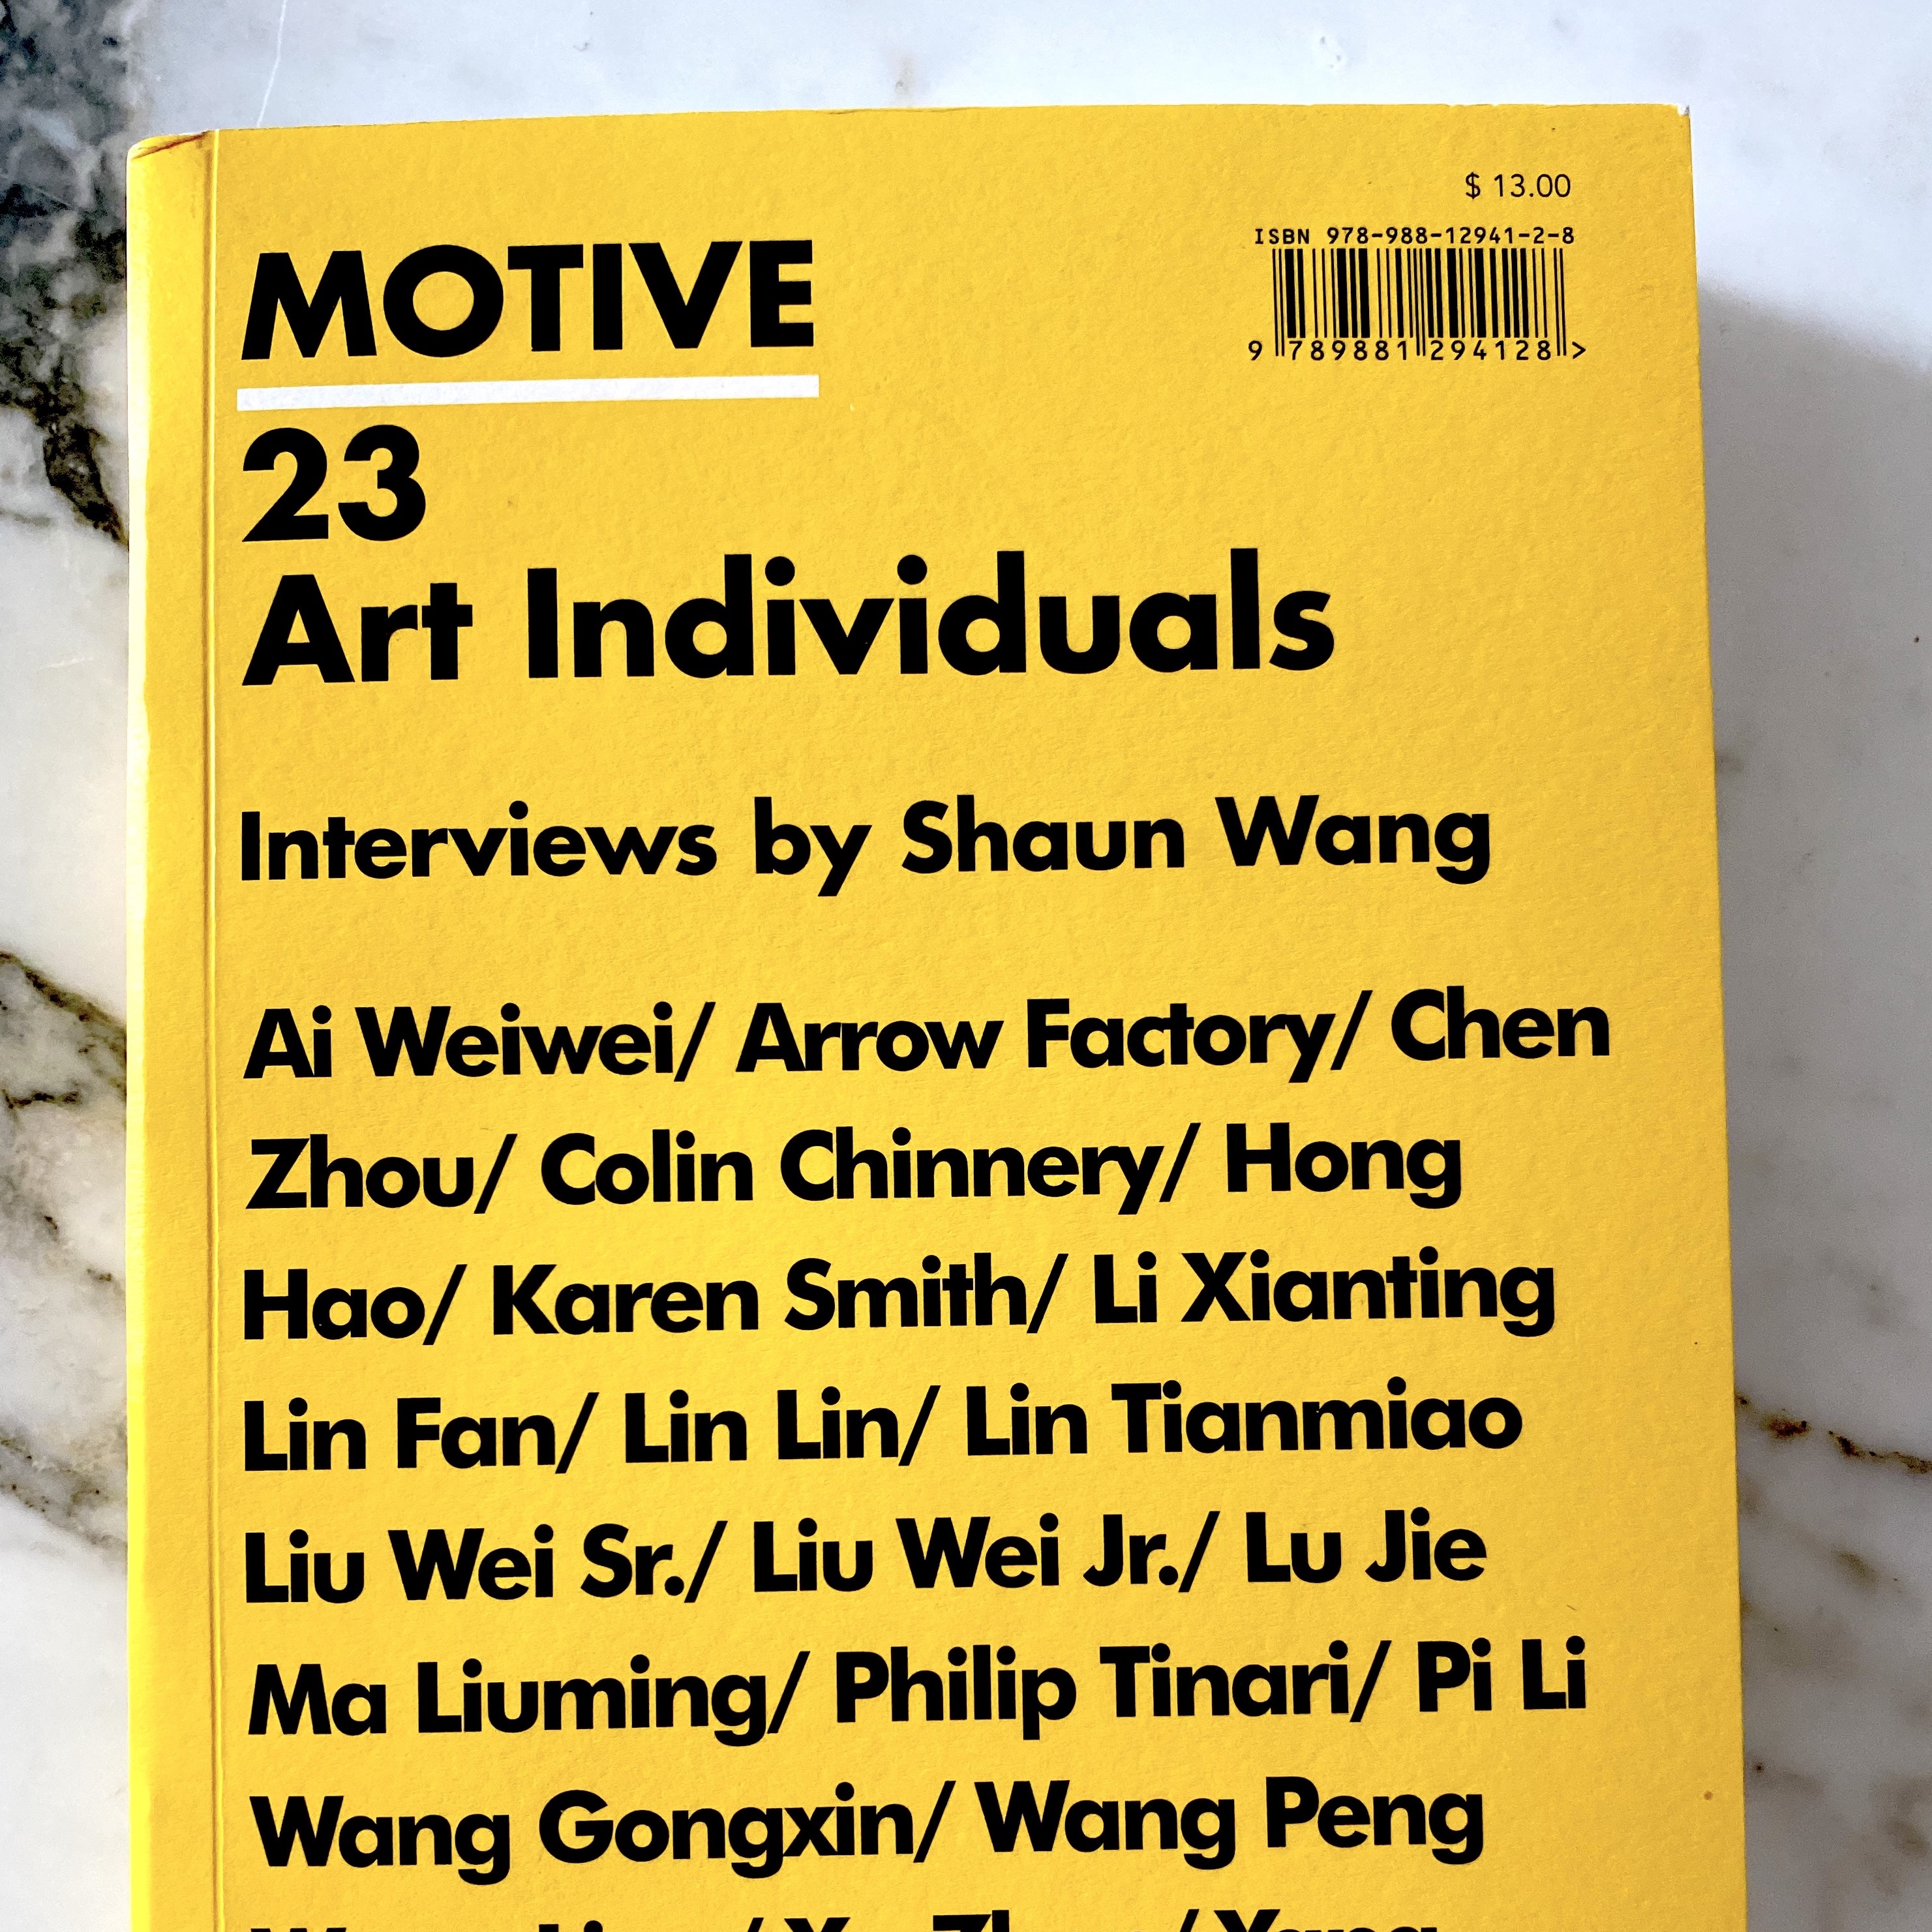 $ 13.00
ISBN 978-988-12941-2-8
9 789881 294128 >
MOTIVE
23
Art Individuals
Interviews by Shaun Wang
Ai Weiwei/ Arrow Factory/ Chen
Zhou/ Colin Chinnery/ Hong
Hao/ Karen Smith/ Li Xianting
Lin Fan/ Lin Lin/ Lin Tianmiao
Liu Wei Sr./ Liu Wei Jr./ Lu Jie
Ma Liuming/ Philip Tinari/ Pi Li
Wang Gongxin/ Wang Peng